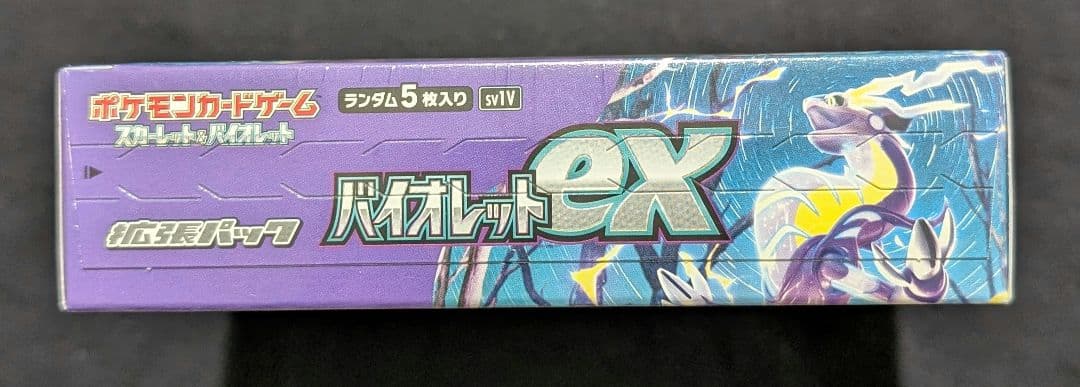 ポケモンカードゲーム
スカーレット&バイオレット
ランダム5枚入り
SV1V
バイオレットex
拡張パック